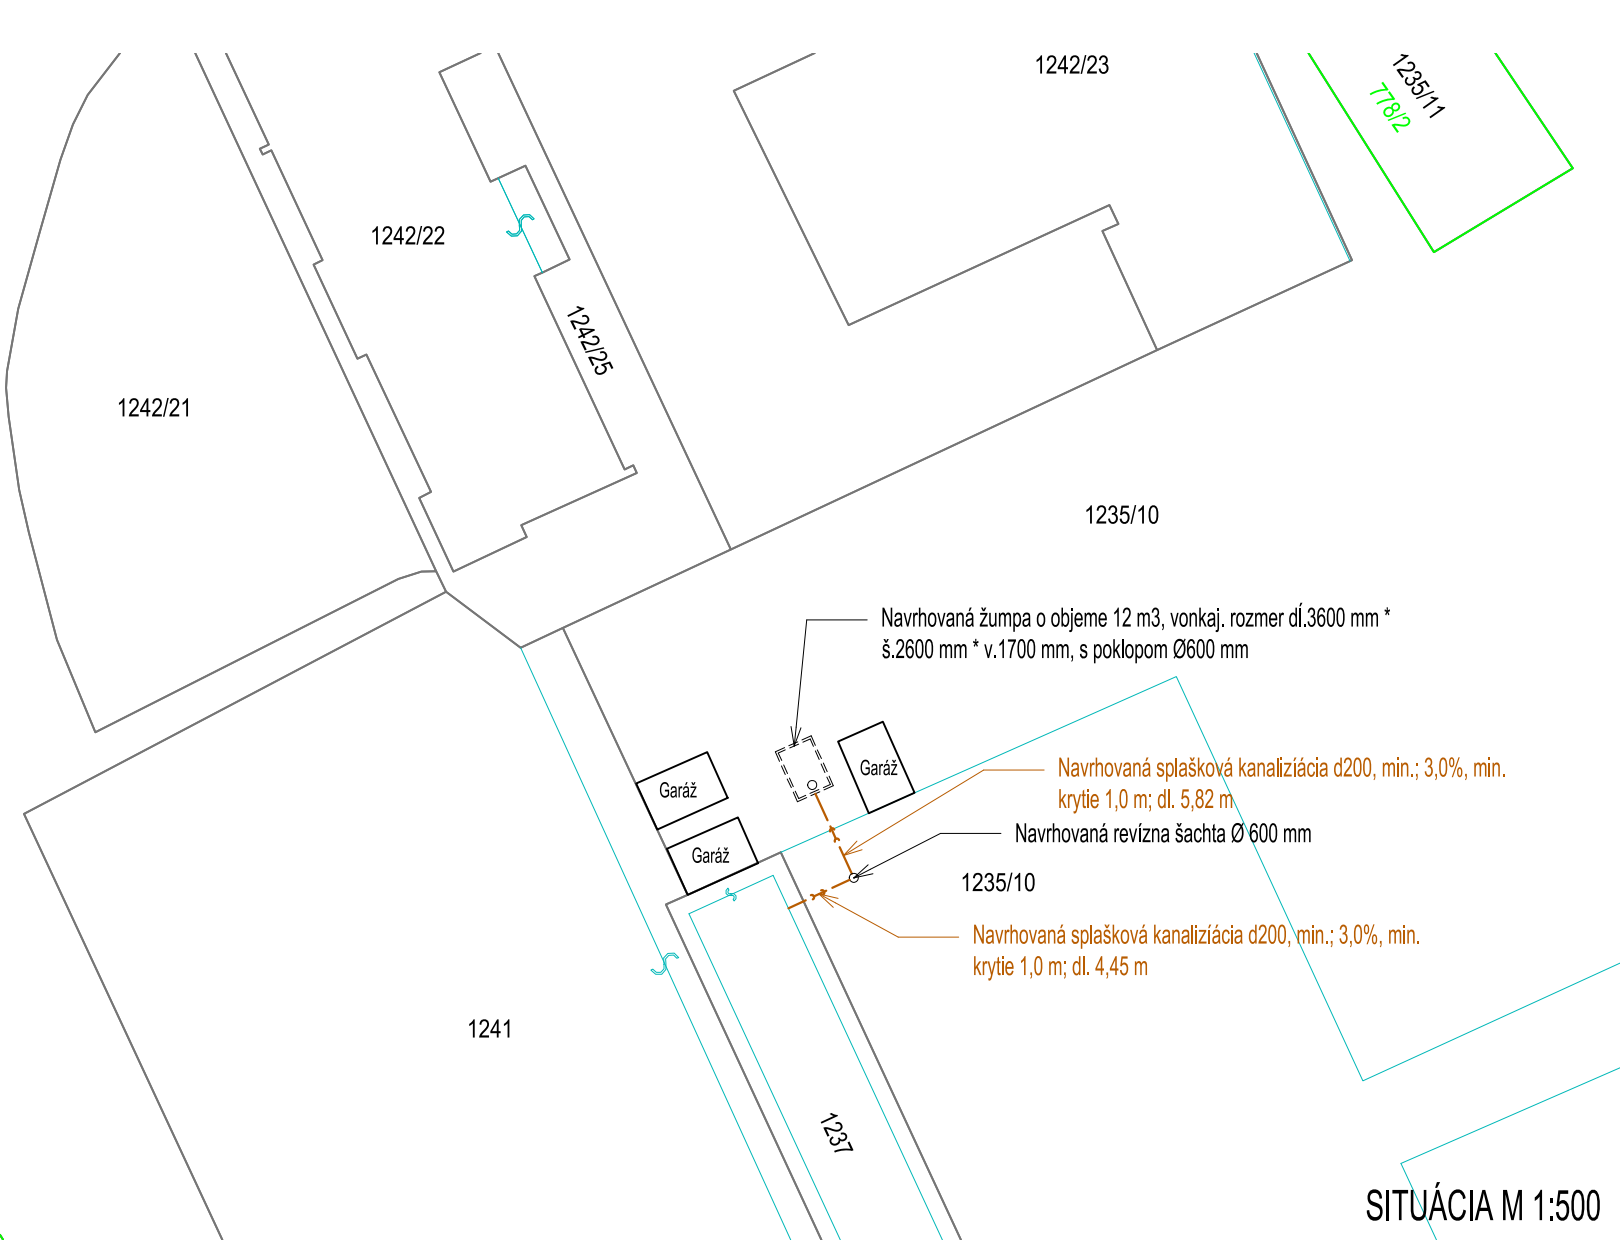 1242/23
1235/11
778/2
1242/22
1242/25
1242/21
1235/10
Navrhovaná žumpa o objeme 12 m3, vonkaj. rozmer dĺ.3600 mm *
š.2600 mm * v.1700 mm, s poklopom Ø600 mm
Garáž
Garáž
Garáž
Navrhovaná splašková kanaliziácia d200, min.; 3,0%, min.
krytie 1,0 m; dl. 5,82 m
Navrhovaná revízna šachta Ø 600 mm
1235/10
Navrhovaná splašková kanaliziácia d200, min.; 3,0%, min.
krytie 1,0 m; dl. 4,45 m
1241
1237
SITUÁCIA M 1:500